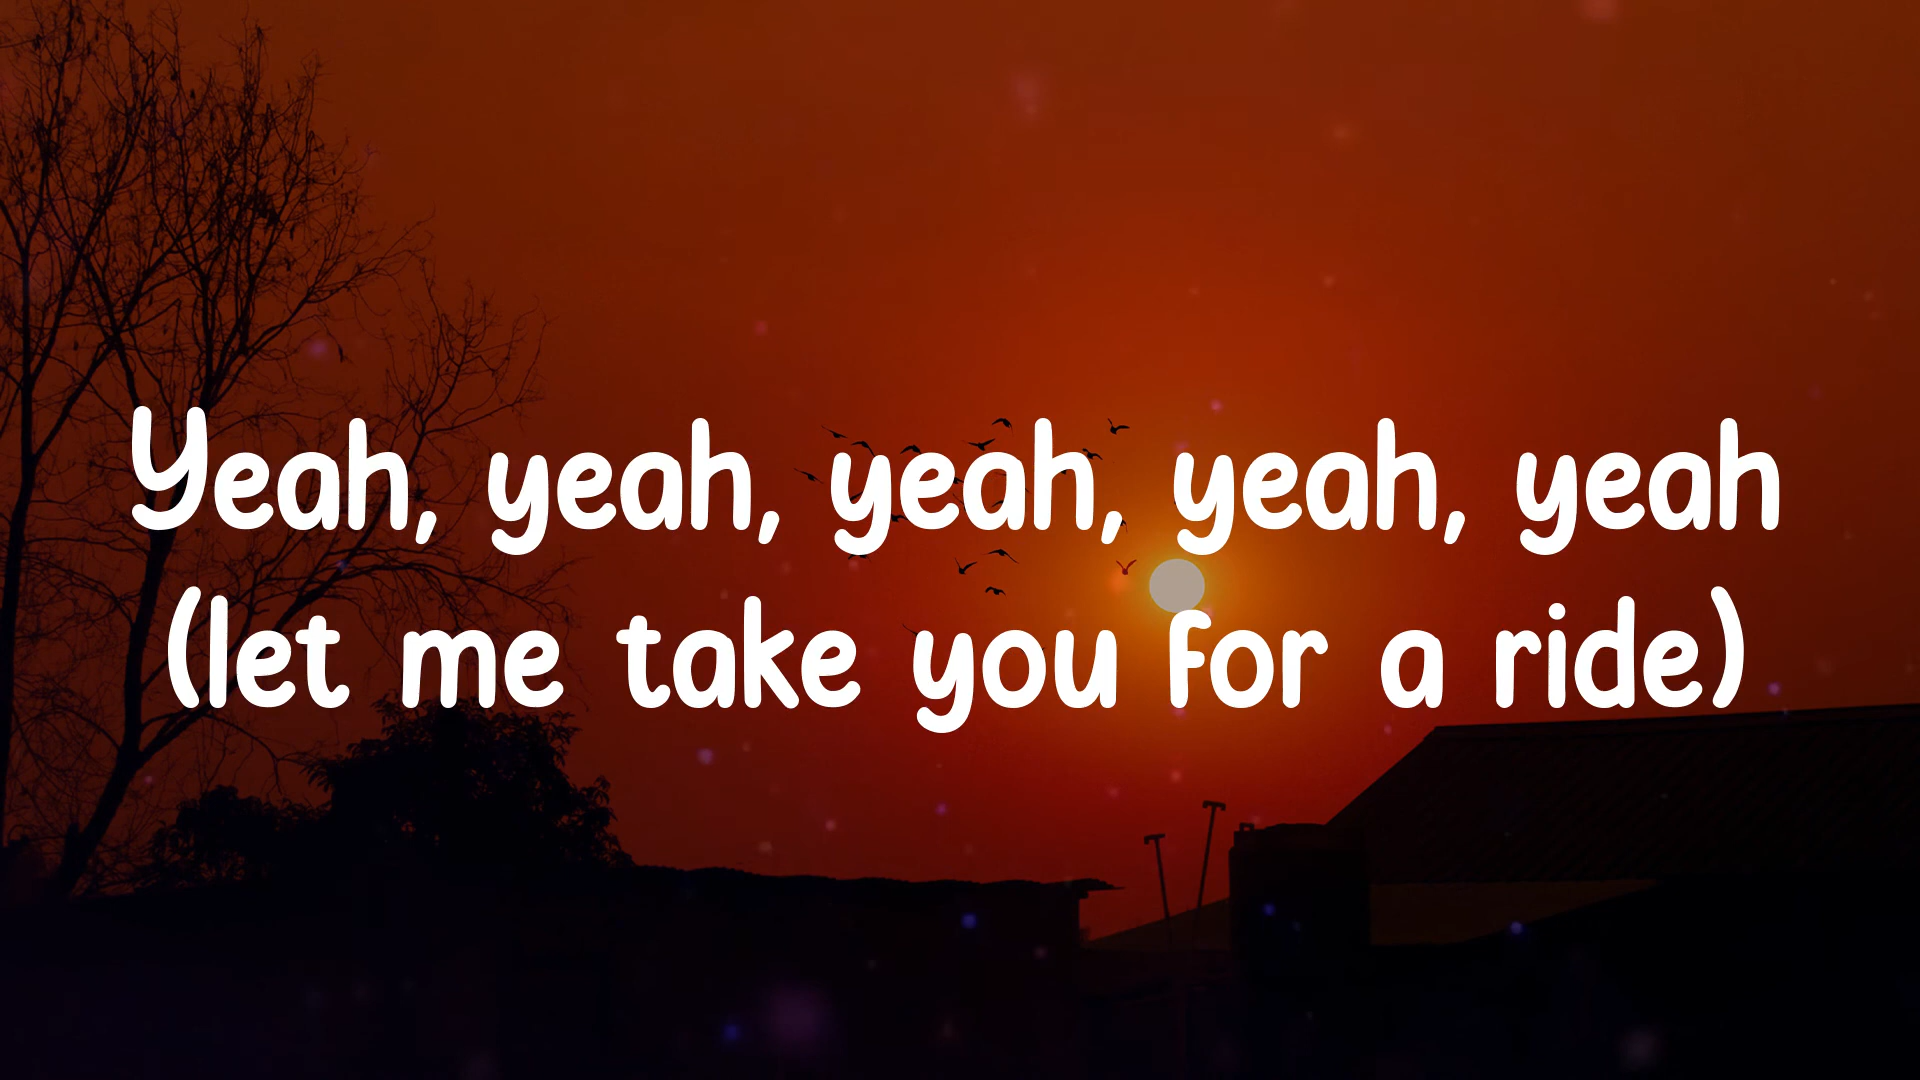 Yeah, yeah, yeah, yeah, yeah
(let me take you for a ride)